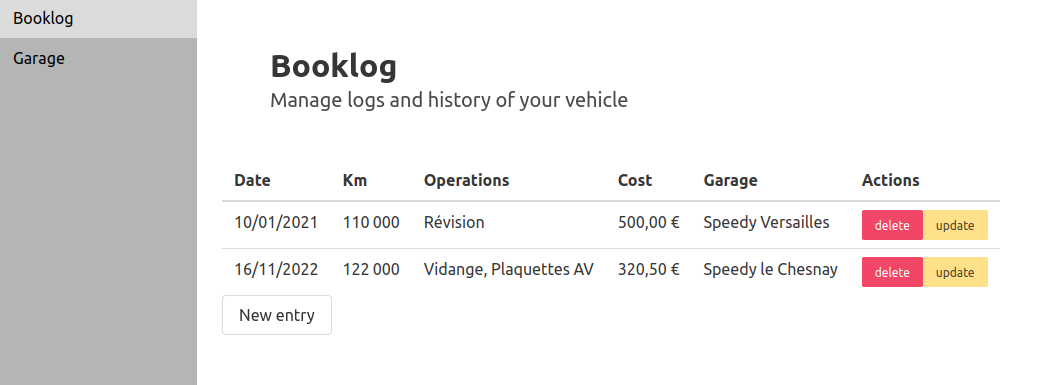 Booklog
Garage
Booklog
Manage logs and history of your vehicle
Date Km Operations Cost Garage Actions
10/01/2021 110 000 Révision 500,00 € Speedy Versailles delete update
16/11/2022 122 000 Vidange, Plaquettes AV 320,50 € Speedy le Chesnay delete update
New entry